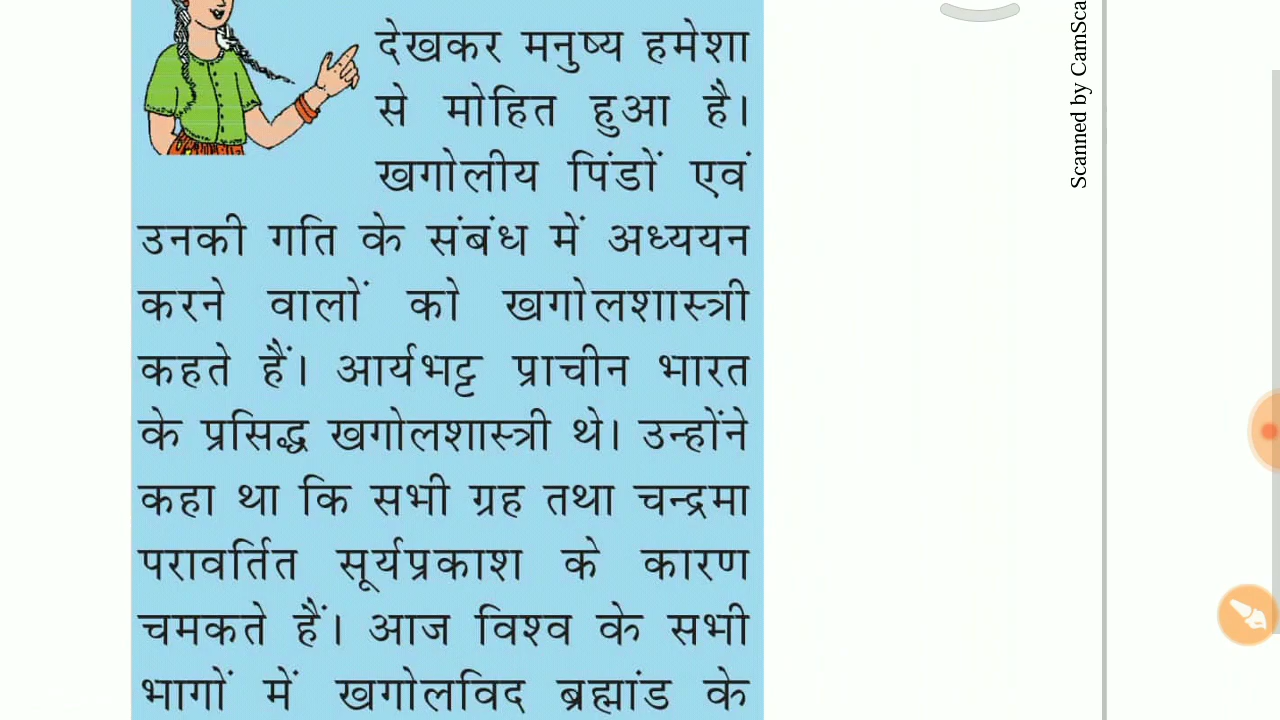 देखकर मनुष्य हमेशा
से मोहित हुआ है।
खगोलीय पिंडों एवं
उनकी गति के संबंध में अध्ययन
करने वालों को खगोलशास्त्री
कहते हैं। आर्यभट्ट प्राचीन भारत
के प्रसिद्ध खगोलशास्त्री थे। उन्होंने
कहा था कि सभी ग्रह तथा चन्द्रमा
परावर्तित सूर्यप्रकाश के कारण
चमकते हैं। आज विश्व के सभी
भागों में खगोलविद ब्रह्मांड के
Scanned by CamSca